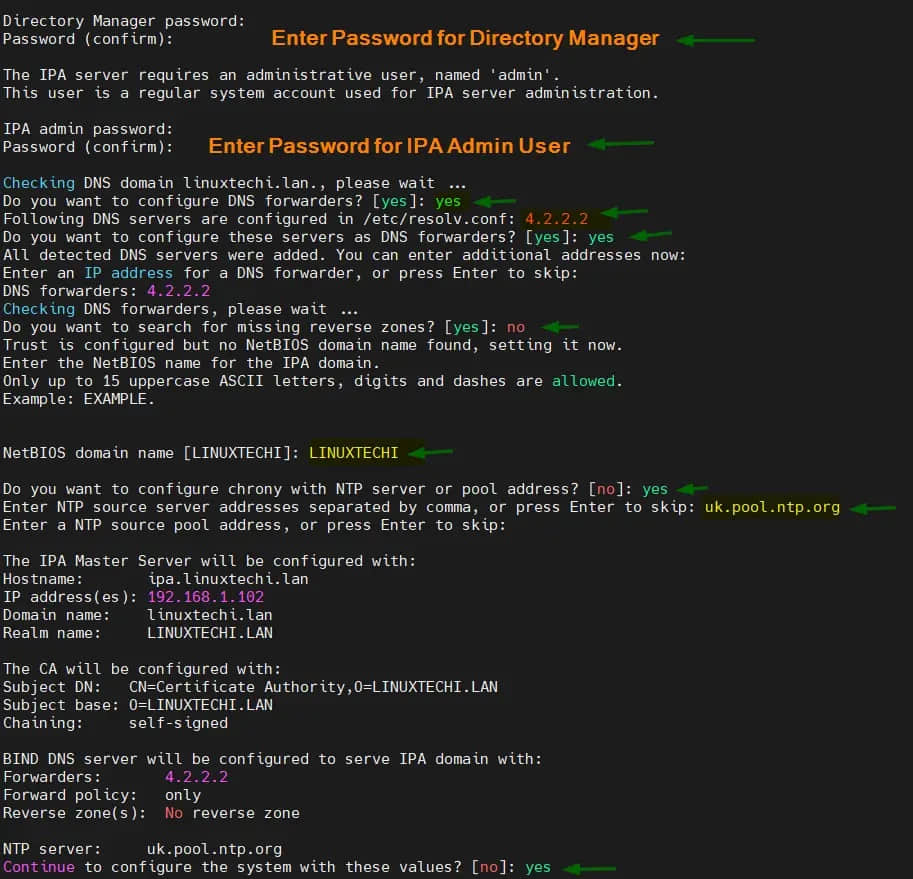 Directory Manager password:
Password (confirm): Enter Password for Directory Manager
The IPA server requires an administrative user, named 'admin'.
This user is a regular system account used for IPA server administration.
IPA admin password:
Password (confirm): Enter Password for IPA Admin User
Checking DNS domain linuxtechi.lan., please wait ...
Do you want to configure DNS forwarders? [yes]: yes
Following DNS servers are configured in /etc/resolv.conf: 4.2.2.2
Do you want to configure these servers as DNS forwarders? [yes]: yes
All detected DNS servers were added. You can enter additional addresses now:
Enter an IP address for a DNS forwarder, or press Enter to skip:
DNS forwarders: 4.2.2.2
Checking DNS forwarders, please wait ...
Do you want to search for missing reverse zones? [yes]: no
Trust is configured but no NetBIOS domain name found, setting it now.
Enter the NetBIOS name for the IPA domain.
Only up to 15 uppercase ASCII letters, digits and dashes are allowed.
Example: EXAMPLE.
NetBIOS domain name [LINUXTECHI]: LINUXTECHI
Do you want to configure chrony with NTP server or pool address? [no]: yes
Enter NTP source server addresses separated by comma, or press Enter to skip: uk.pool.ntp.org
Enter a NTP source pool address, or press Enter to skip:
The IPA Master Server will be configured with:
Hostname: ipa.linuxtechi.lan
IP address(es): 192.168.1.102
Domain name: linuxtechi.lan
Realm name: LINUXTECHI.LAN
The CA will be configured with:
Subject DN: CN=Certificate Authority,O=LINUXTECHI.LAN
Subject base: O=LINUXTECHI.LAN
Chaining: self-signed
BIND DNS server will be configured to serve IPA domain with:
Forwarders: 4.2.2.2
Forward policy: only
Reverse zone(s): No reverse zone
NTP server: uk.pool.ntp.org
Continue to configure the system with these values? [no]: yes